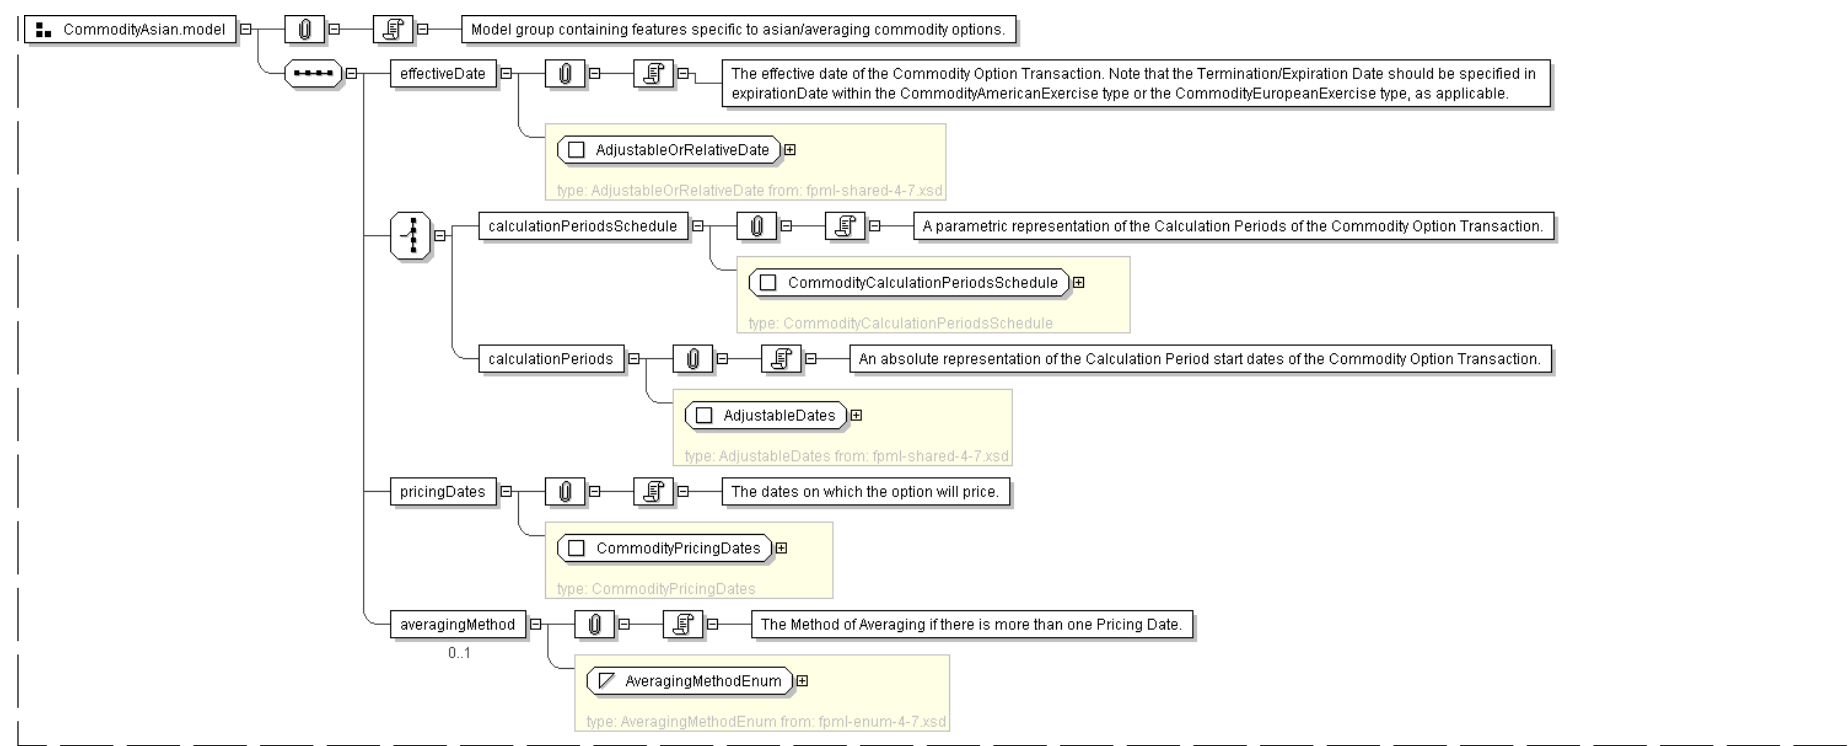 CommodityAsian.model
Model group containing features specific to asian/averaging commodity options.
effectiveDate
The effective date of the Commodity Option Transaction. Note that the Termination/Expiration Date should be specified in
expirationDate within the CommodityAmericanExercise type or the CommodityEuropeanExercise type, as applicable.
AdjustableOrRelativeDate
type: AdjustableOrRelativeDate from: fpml-shared-4-7.xsd
calculationPeriodsSchedule
A parametric representation of the Calculation Periods of the Commodity Option Transaction.
CommodityCalculationPeriodsSchedule
type: CommodityCalculationPeriodsSchedule
calculationPeriods
An absolute representation of the Calculation Period start dates of the Commodity Option Transaction.
AdjustableDates
type: AdjustableDates from: fpml-shared-4-7.xsd
pricingDates
The dates on which the option will price.
CommodityPricingDates
type: CommodityPricingDates
averagingMethod
The Method of Averaging if there is more than one Pricing Date.
0..1
AveragingMethodEnum
type: AveragingMethodEnum from: fpml-enum-4-7.xsd